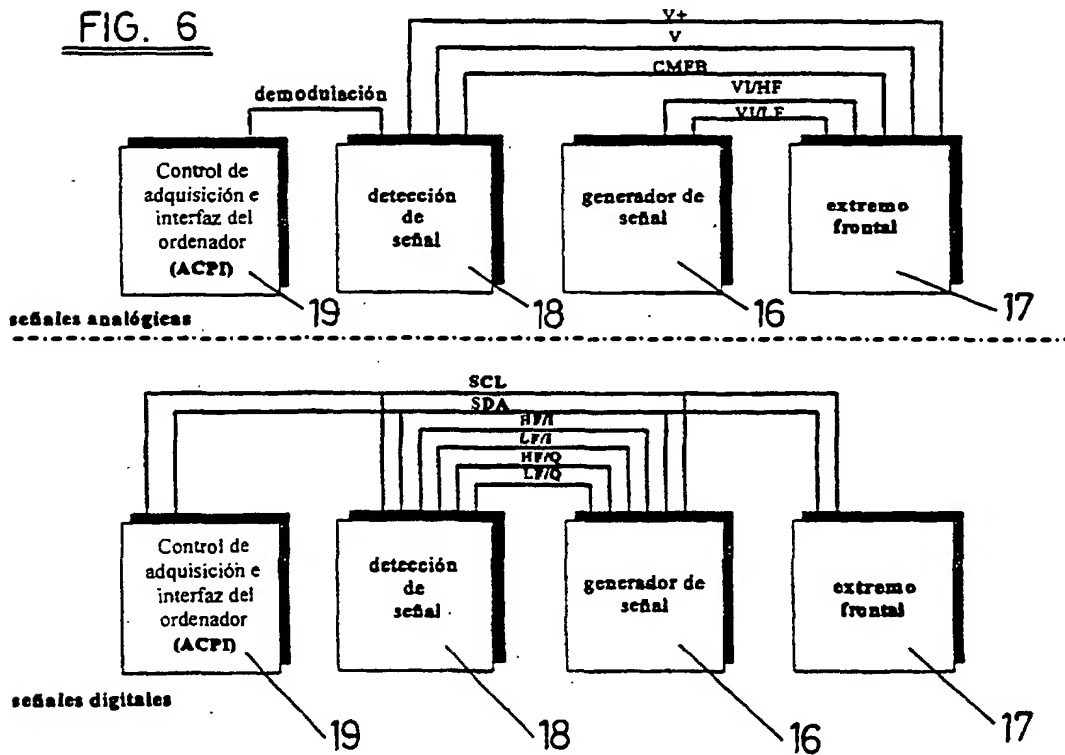 FIG. 6
V+
V
CMFB
VI/HF
VI/LF
demodulación
Control de
adquisición e
interfaz del
ordenador
(ACPI)
detección
de
señal
generador de
señal
extremo
frontal
19
18
16
17
señales analógicas
SCL
SDA
HF/I
LF/I
HF/Q
LF/Q
Control de
adquisición e
interfaz del
ordenador
(ACPI)
detección
de
señal
generador de
señal
extremo
frontal
señales digitales
19
18
16
17